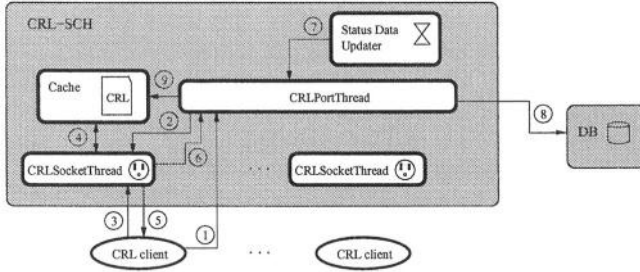 CRL-SCH
⑦
Status Data
Updater
Cache
CRL
⑨
CRLPortThread
②
⑧
④
⑥
DB
CRLSocketThread
· · ·
CRLSocketThread
③
⑤
①
CRL client
· · ·
CRL client